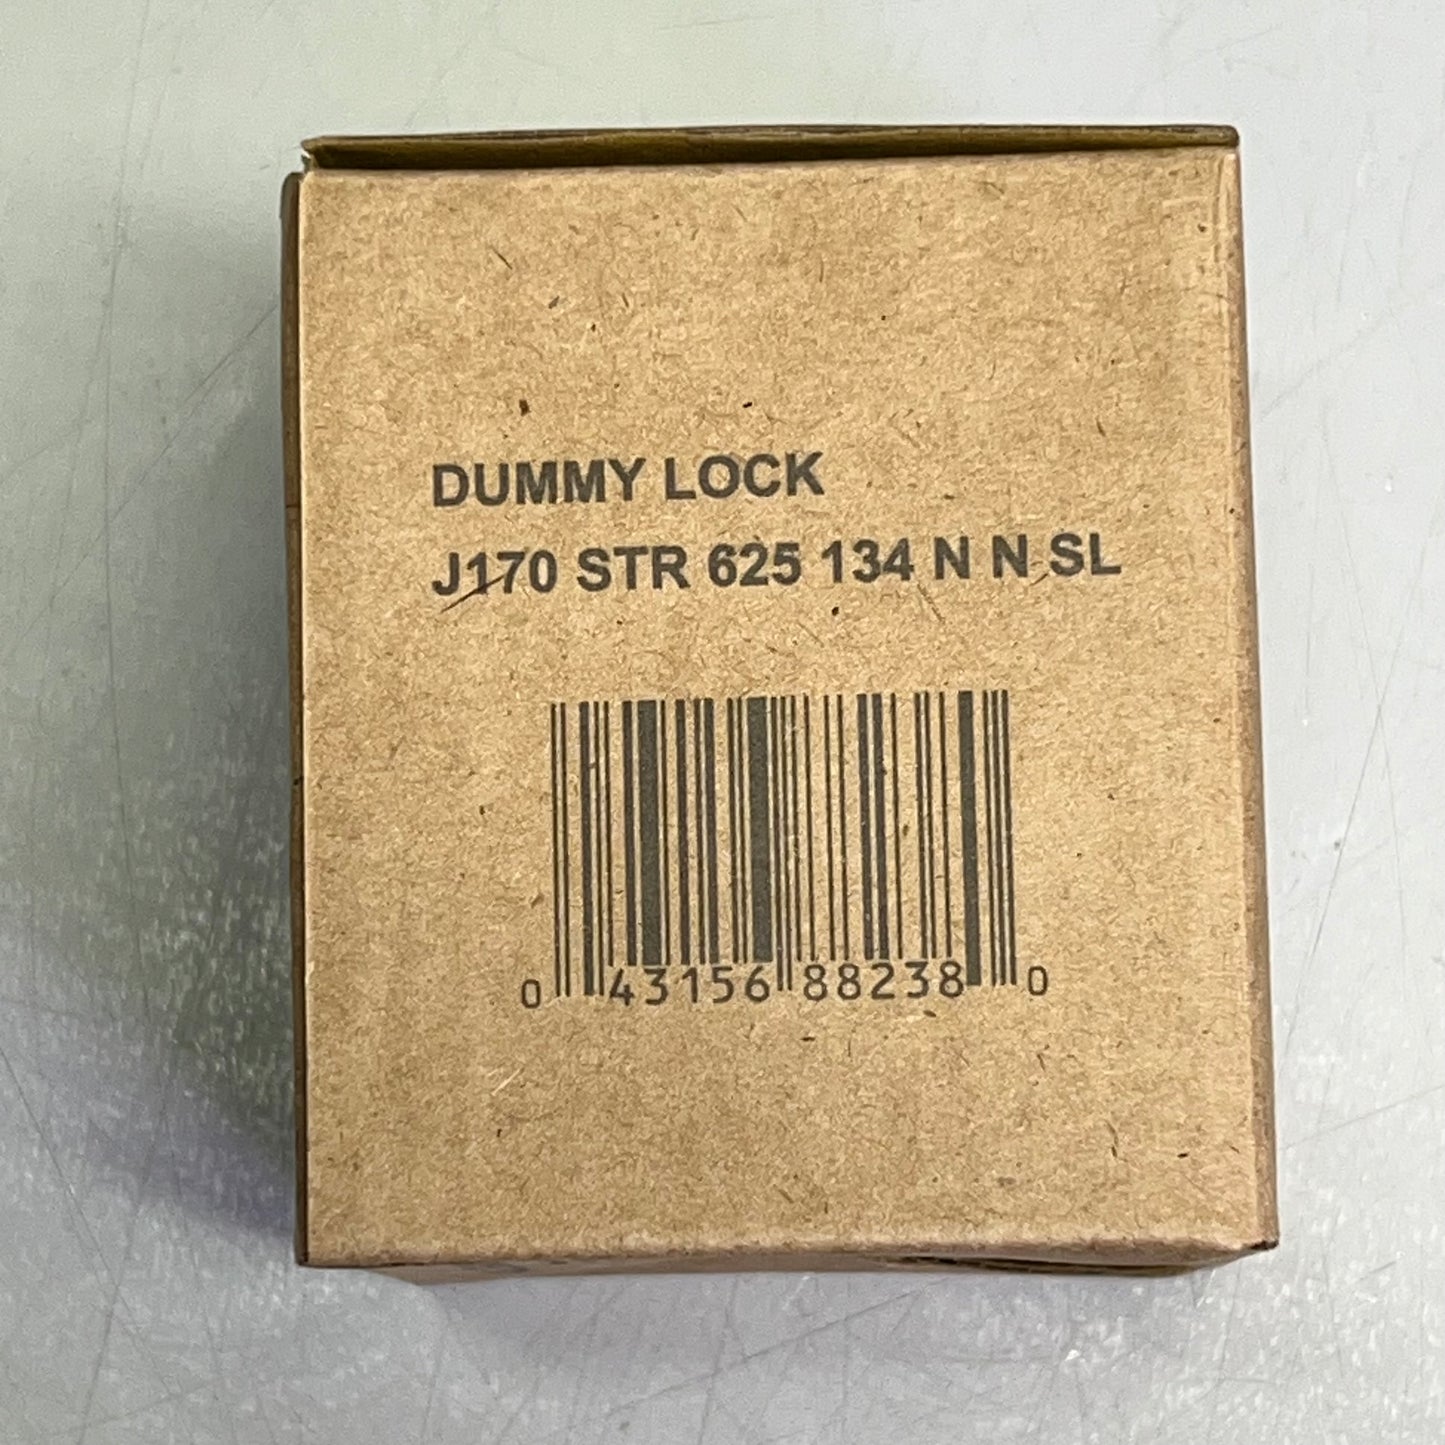 DUMMY LOCK
J170 STR 625 134 N N SL
0 43156 88238 0